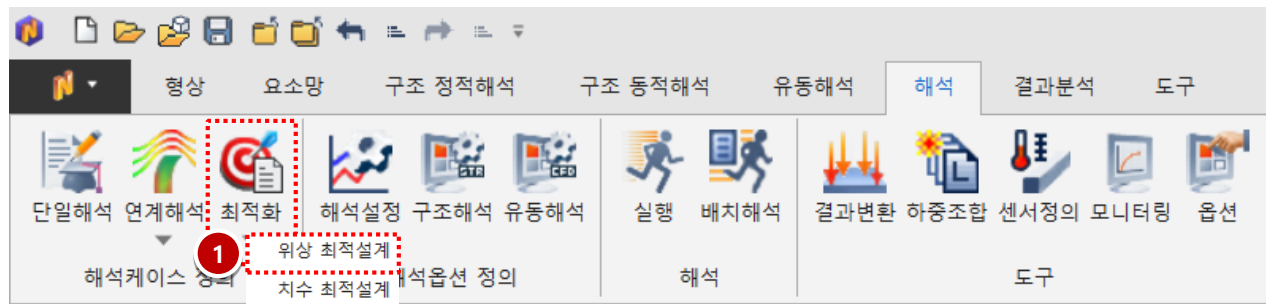 형상 요소망 구조 정적해석 구조 동적해석 유동해석 해석 결과분석 도구
단일해석 연계해석 최적화 해석설정 구조해석 유동해석 실행 배치해석 결과변환 하중조합 센서정의 모니터링 옵션
1 위상 최적설계
해석케이스 정의 해석옵션 정의 해석 도구
치수 최적설계